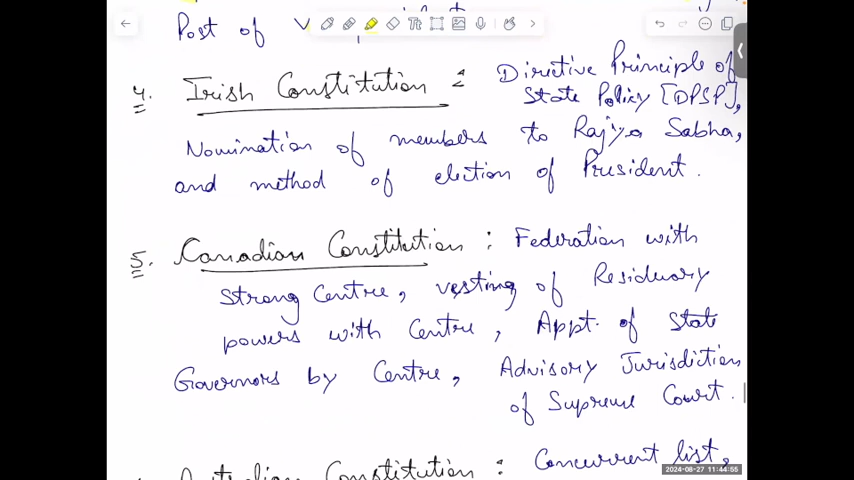 Post of V
4. Irish Constitution : Directive Principle of
State Policy [DPSP],
Nomination of members to Rajya Sabha,
and method of election of President.
5. Canadian Constitution : Federation with
Strong Centre, vesting of Residuary
powers with Centre, Appt. of State
Governors by Centre, Advisory Jurisdiction
of Supreme Court.
Constitution : Concurrent list,
2024-08-27 11:44:55